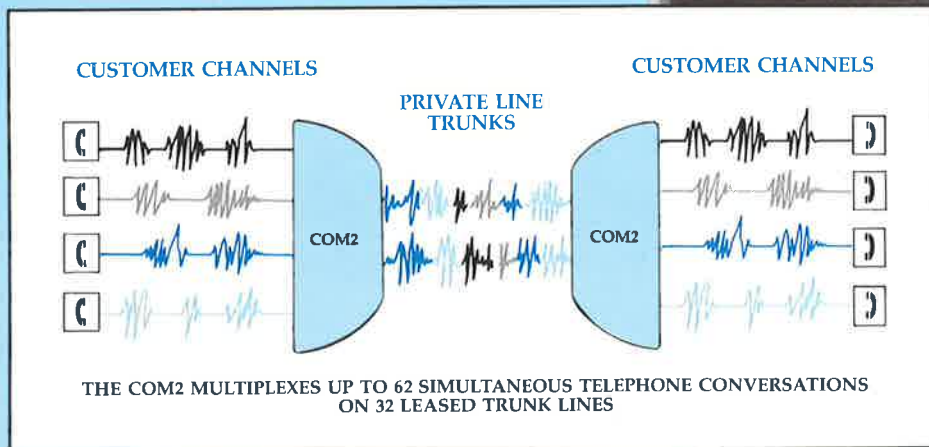 CUSTOMER CHANNELS
CUSTOMER CHANNELS
PRIVATE LINE
TRUNKS
COM2
COM2
THE COM2 MULTIPLEXES UP TO 62 SIMULTANEOUS TELEPHONE CONVERSATIONS
ON 32 LEASED TRUNK LINES